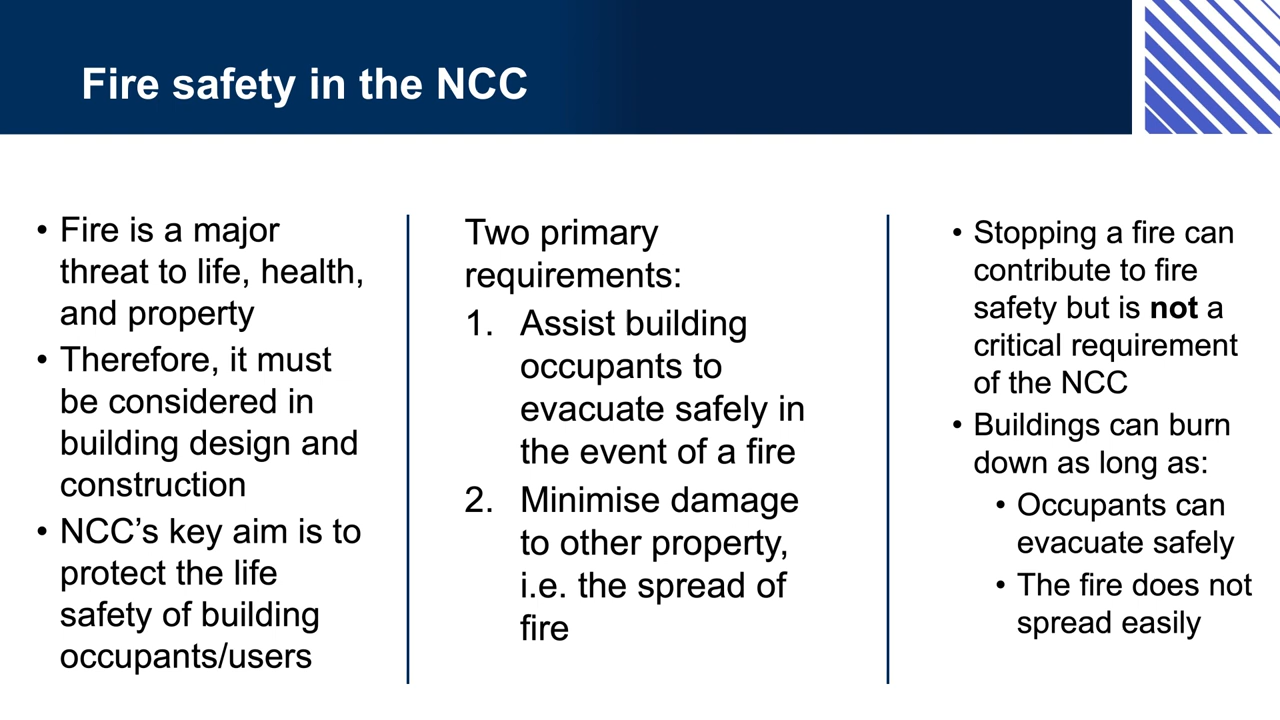 Fire safety in the NCC
• Fire is a major
threat to life, health,
and property
• Therefore, it must
be considered in
building design and
construction
• NCC’s key aim is to
protect the life
safety of building
occupants/users
Two primary
requirements:
1. Assist building
occupants to
evacuate safely in
the event of a fire
2. Minimise damage
to other property,
i.e. the spread of
fire
• Stopping a fire can
contribute to fire
safety but is not a
critical requirement
of the NCC
• Buildings can burn
down as long as:
• Occupants can
evacuate safely
• The fire does not
spread easily